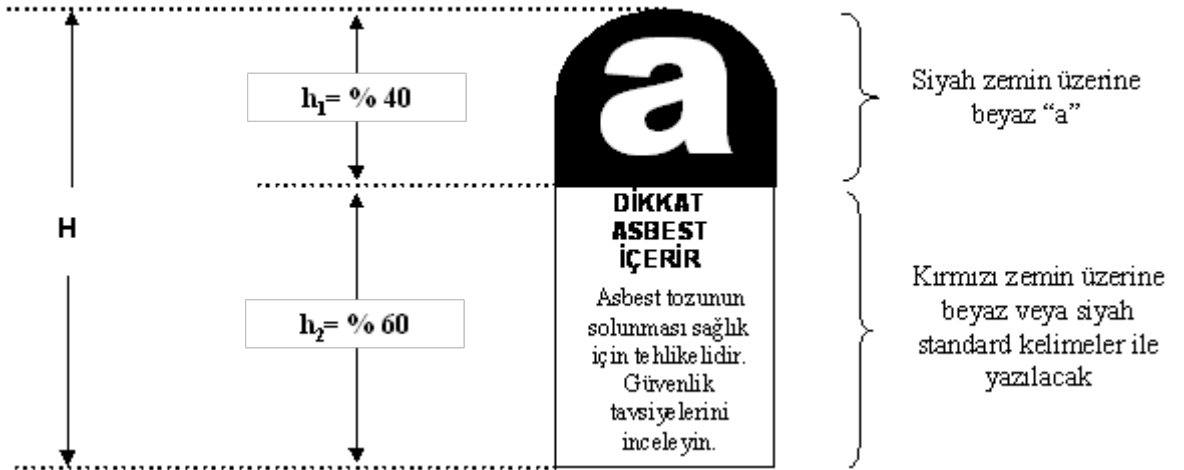 h₁= % 40
H
h₂= % 60
a
DİKKAT
ASBEST
İÇERİR
Asbest tozunun
solunması sağlık
için tehlikelidir.
Güvenlik
tavsiyelerini
inceleyin.
Siyah zemin üzerine
beyaz “a”
Kırmızı zemin üzerine
beyaz veya siyah
standard kelimeler ile
yazılacak